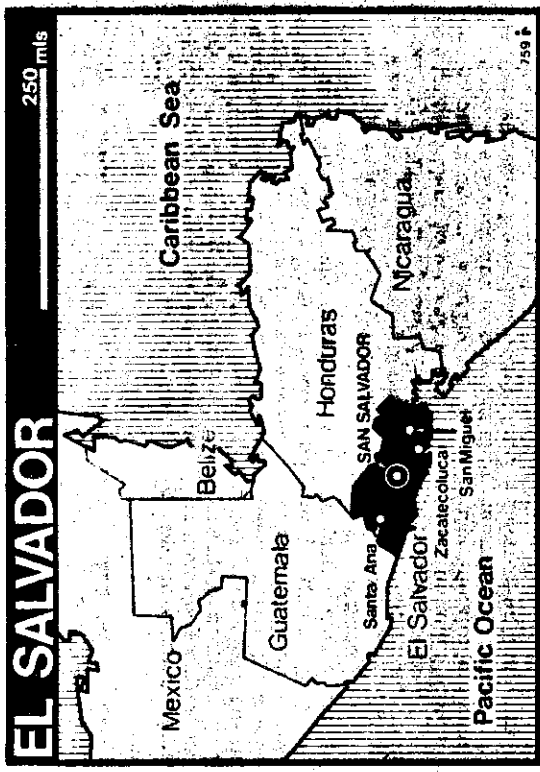 EL SALVADOR
250 mls
Caribbean Sea
Mexico
Belize
Guatemala
Honduras
Nicaragua
SAN SALVADOR
Santa Ana
El Salvador
Zacatecoluca
San Miguel
Pacific Ocean
759